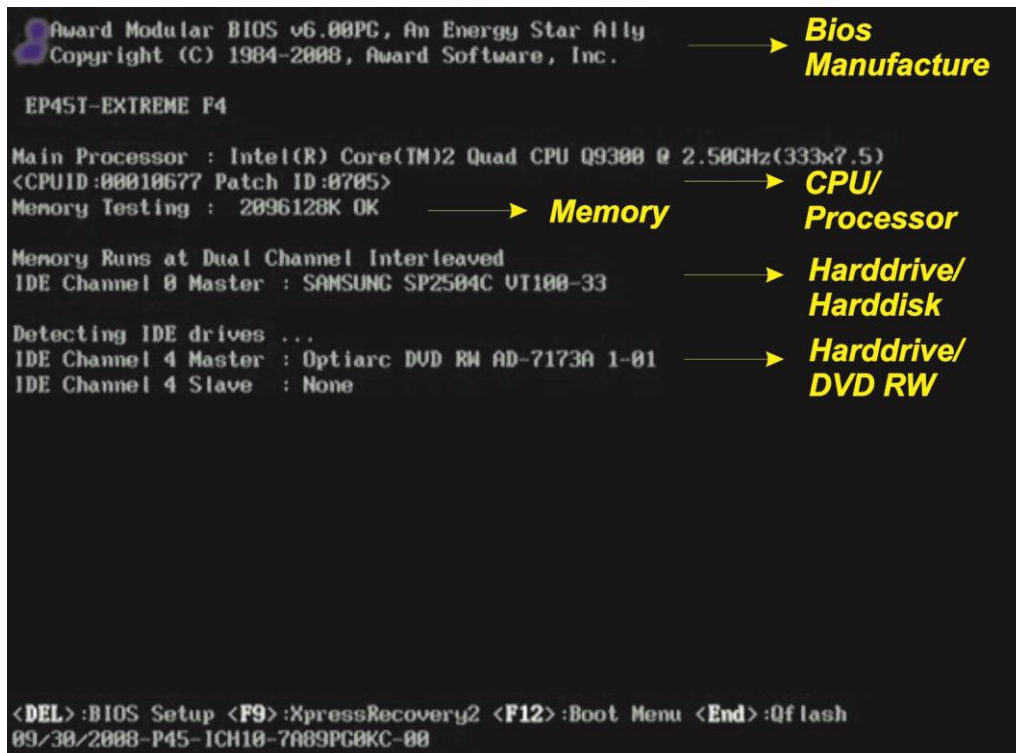 Award Modular BIOS v6.00PG, An Energy Star Ally
Copyright (C) 1984-2008, Award Software, Inc.
Bios
Manufacture
EP45T-EXTREME F4
Main Processor : Intel(R) Core(TM)2 Quad CPU Q9300 @ 2.50GHz(333x7.5)
<CPUID:00010677 Patch ID:0705>
CPU/
Processor
Memory Testing : 2096128K OK
Memory
Memory Runs at Dual Channel Interleaved
IDE Channel 0 Master : SAMSUNG SP2504C VT100-33
Harddrive/
Harddisk
Detecting IDE drives ...
IDE Channel 4 Master : Optiarc DVD RW AD-7173A 1-01
IDE Channel 4 Slave : None
Harddrive/
DVD RW
<DEL>:BIOS Setup <F9>:XpressRecovery2 <F12>:Boot Menu <End>:Qflash
09/30/2008-P45-ICH10-7A89PG0KC-00